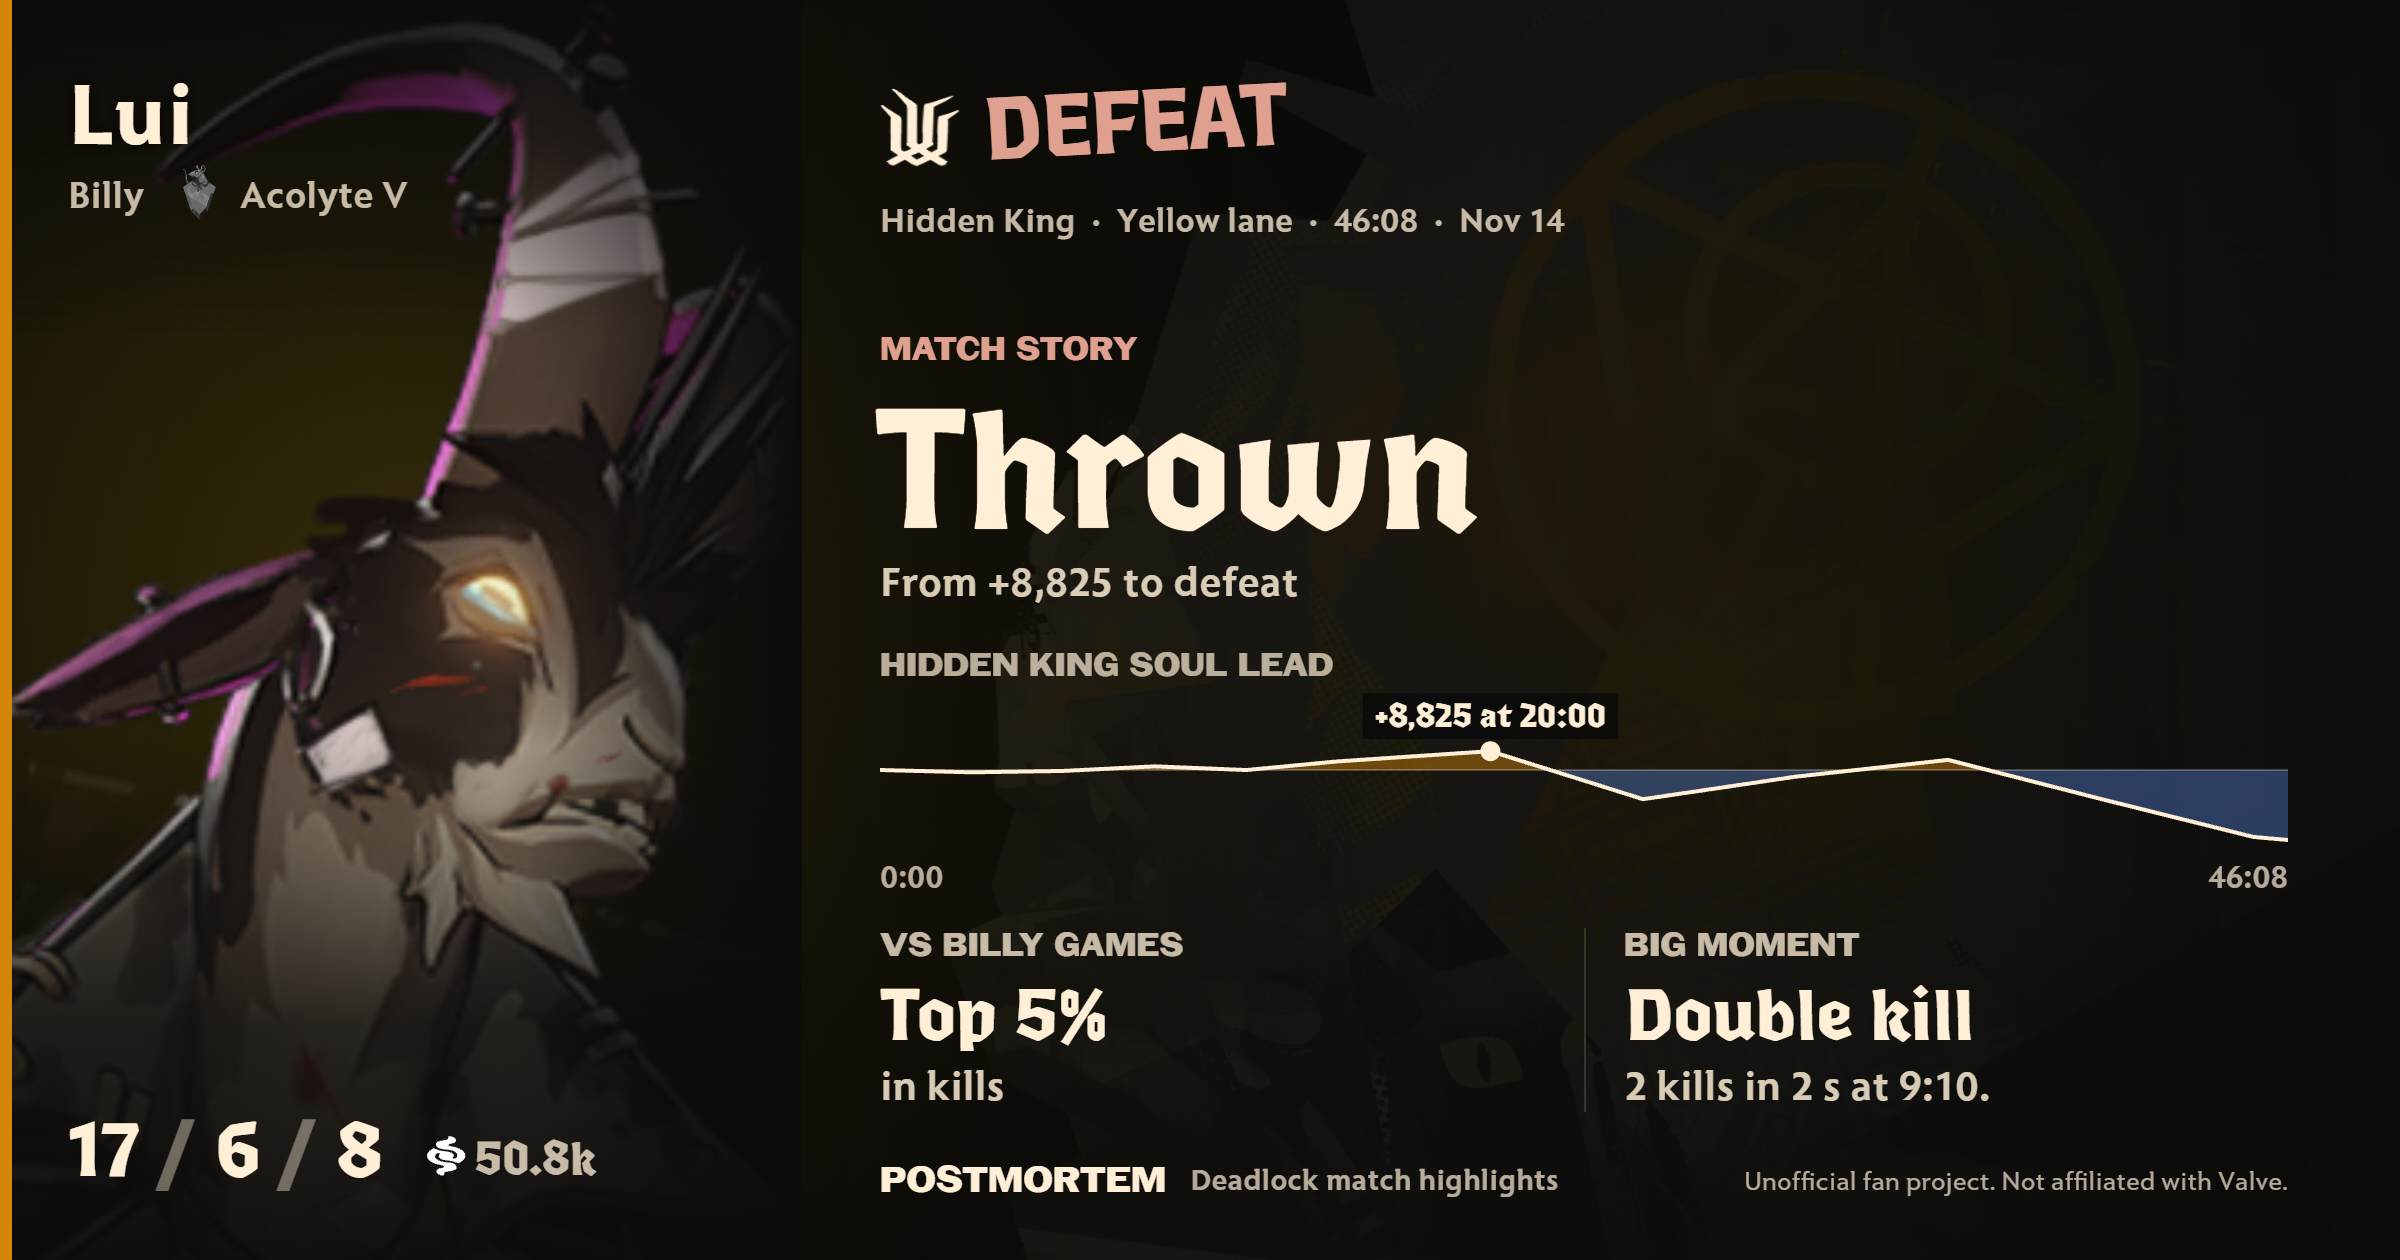 Lui
Billy Acolyte V
17 / 6 / 8 50.8k
DEFEAT
Hidden King · Yellow lane · 46:08 · Nov 14
MATCH STORY
Thrown
From +8,825 to defeat
HIDDEN KING SOUL LEAD
+8,825 at 20:00
0:00 46:08
VS BILLY GAMES
Top 5%
in kills
BIG MOMENT
Double kill
2 kills in 2 s at 9:10.
POSTMORTEM Deadlock match highlights
Unofficial fan project. Not affiliated with Valve.